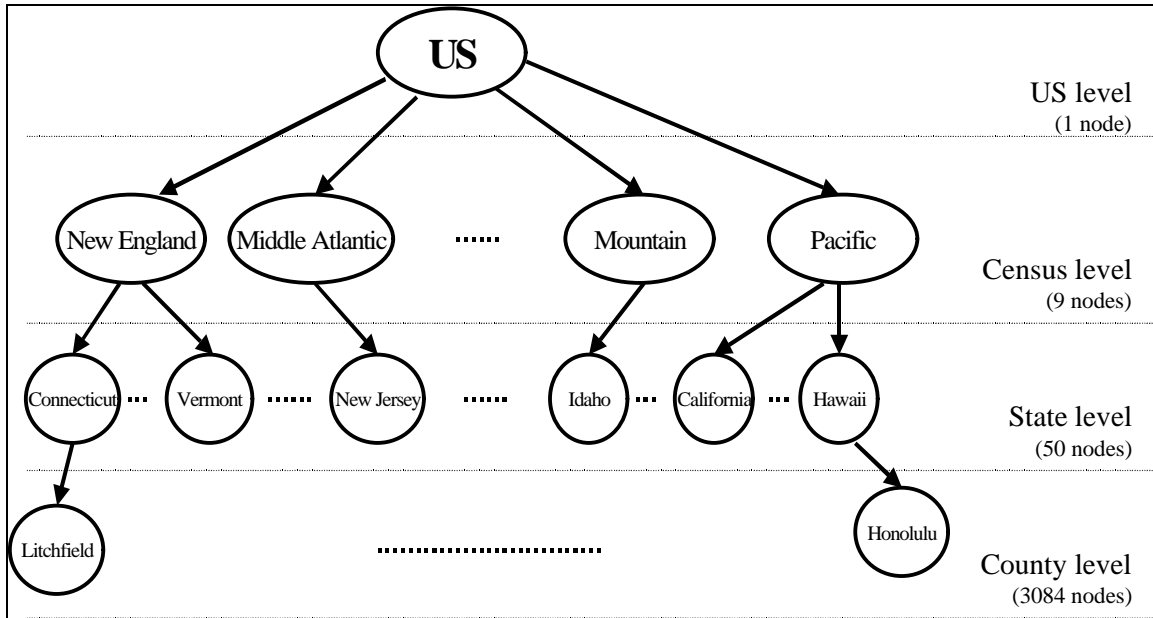 US
US level
(1 node)
New England
Middle Atlantic
Mountain
Pacific
Census level
(9 nodes)
Connecticut
Vermont
New Jersey
Idaho
California
Hawaii
State level
(50 nodes)
Litchfield
Honolulu
County level
(3084 nodes)